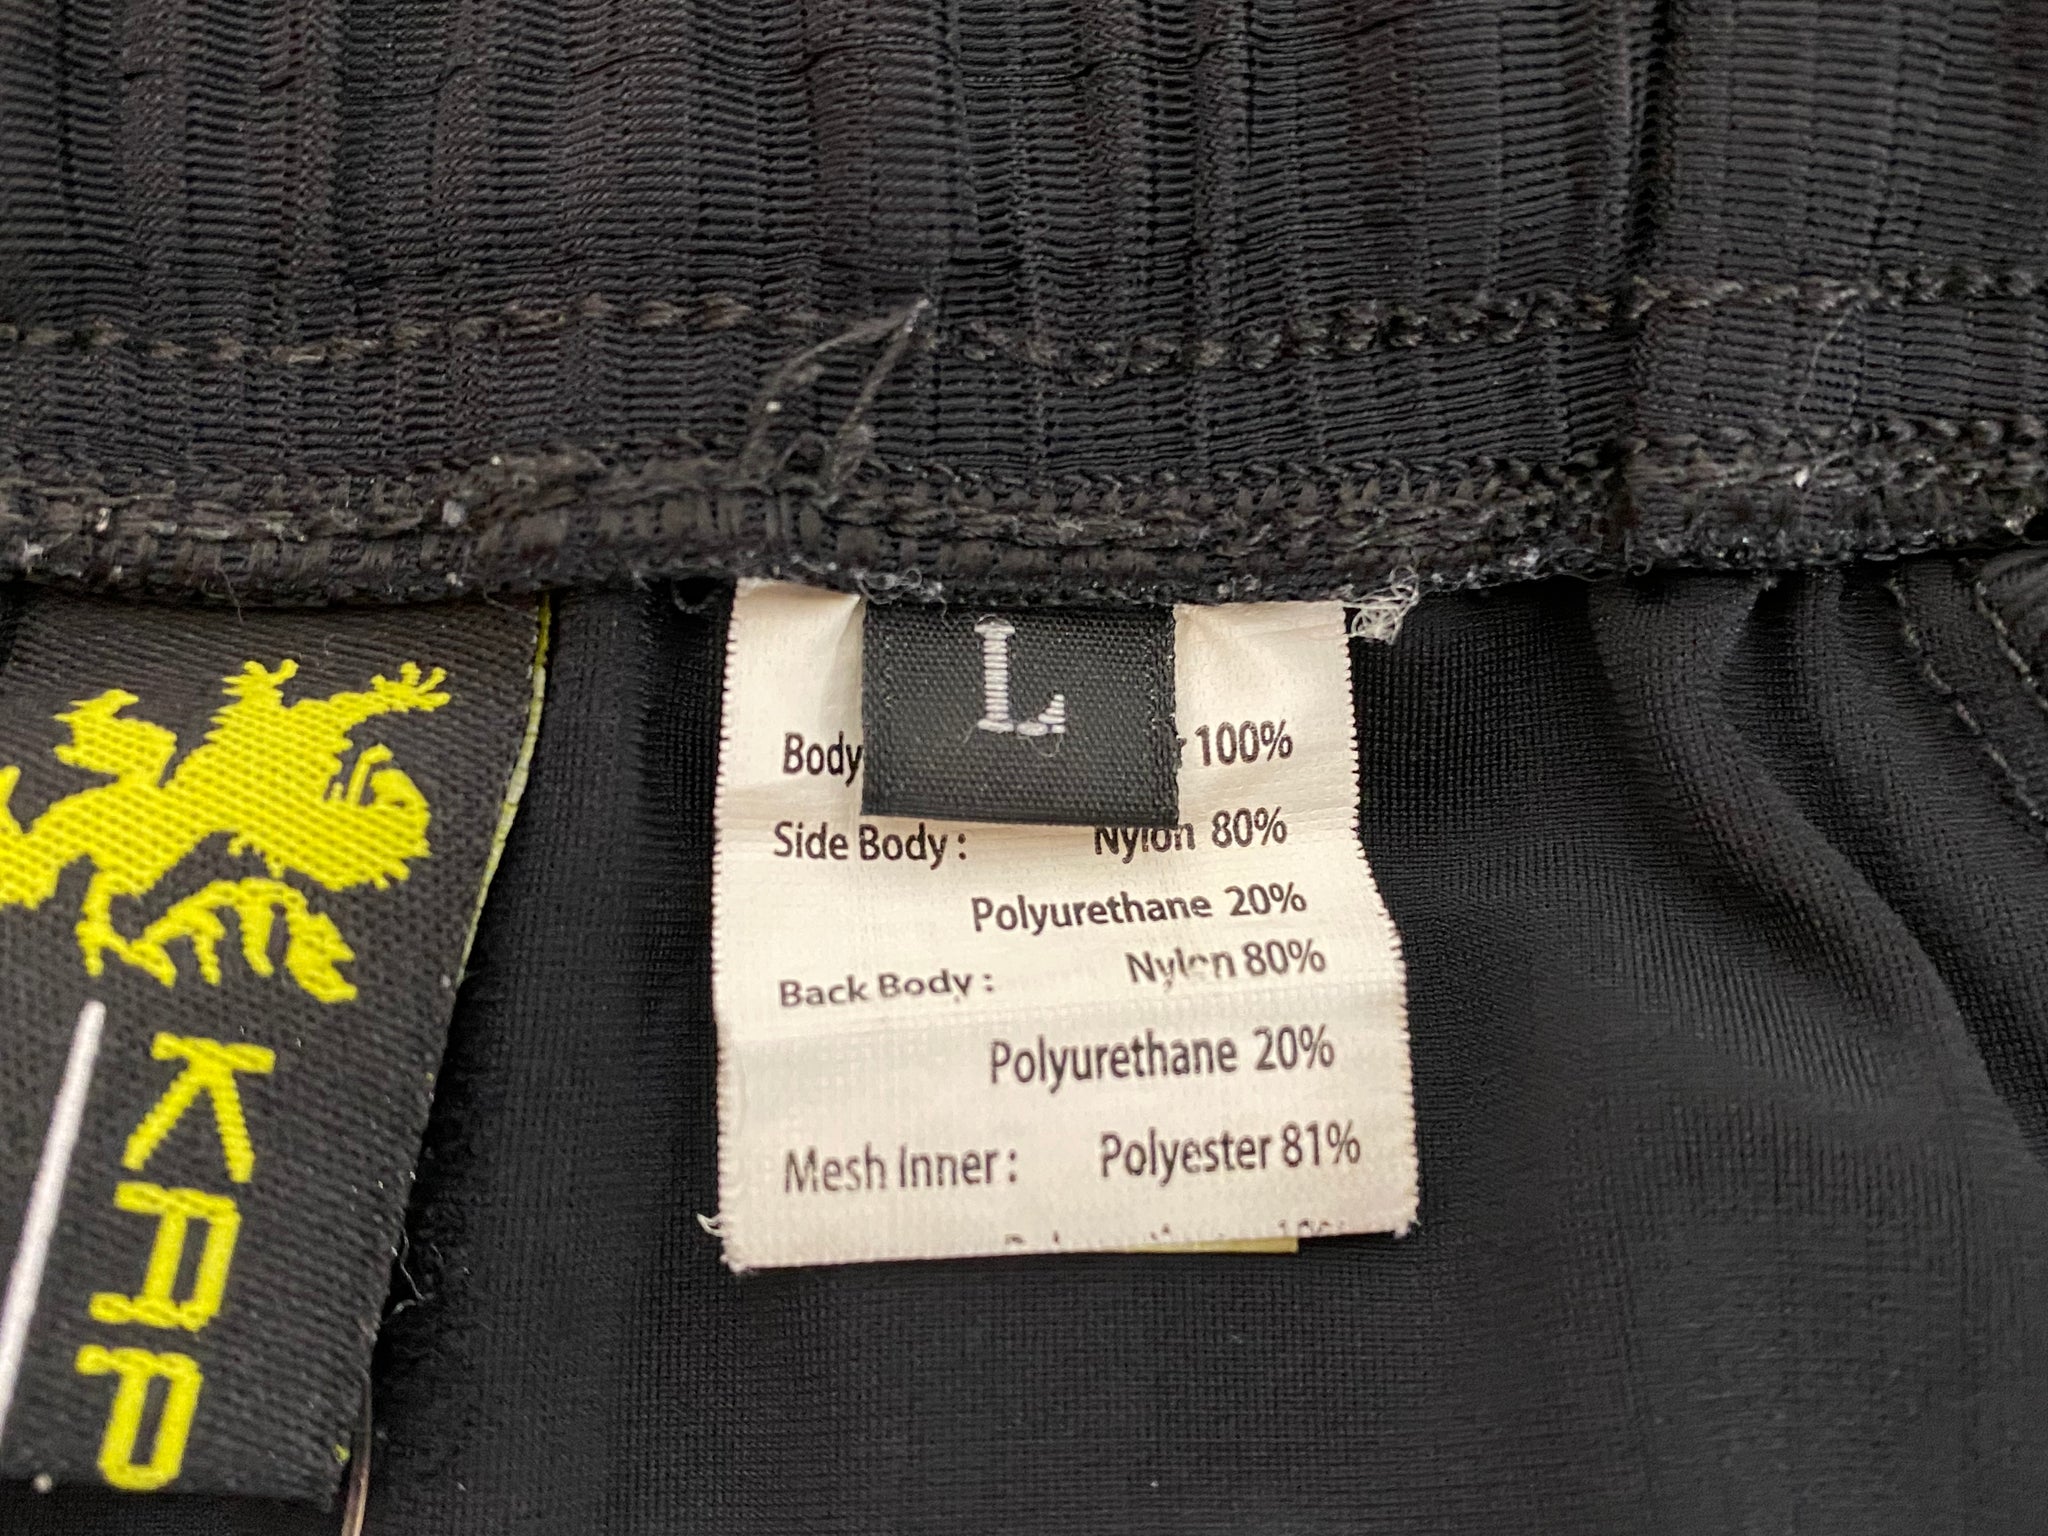 L
Body 100%
Side Body : Nylon 80%
Polyurethane 20%
Back Body : Nylon 80%
Polyurethane 20%
Mesh Inner : Polyester 81%
KAP